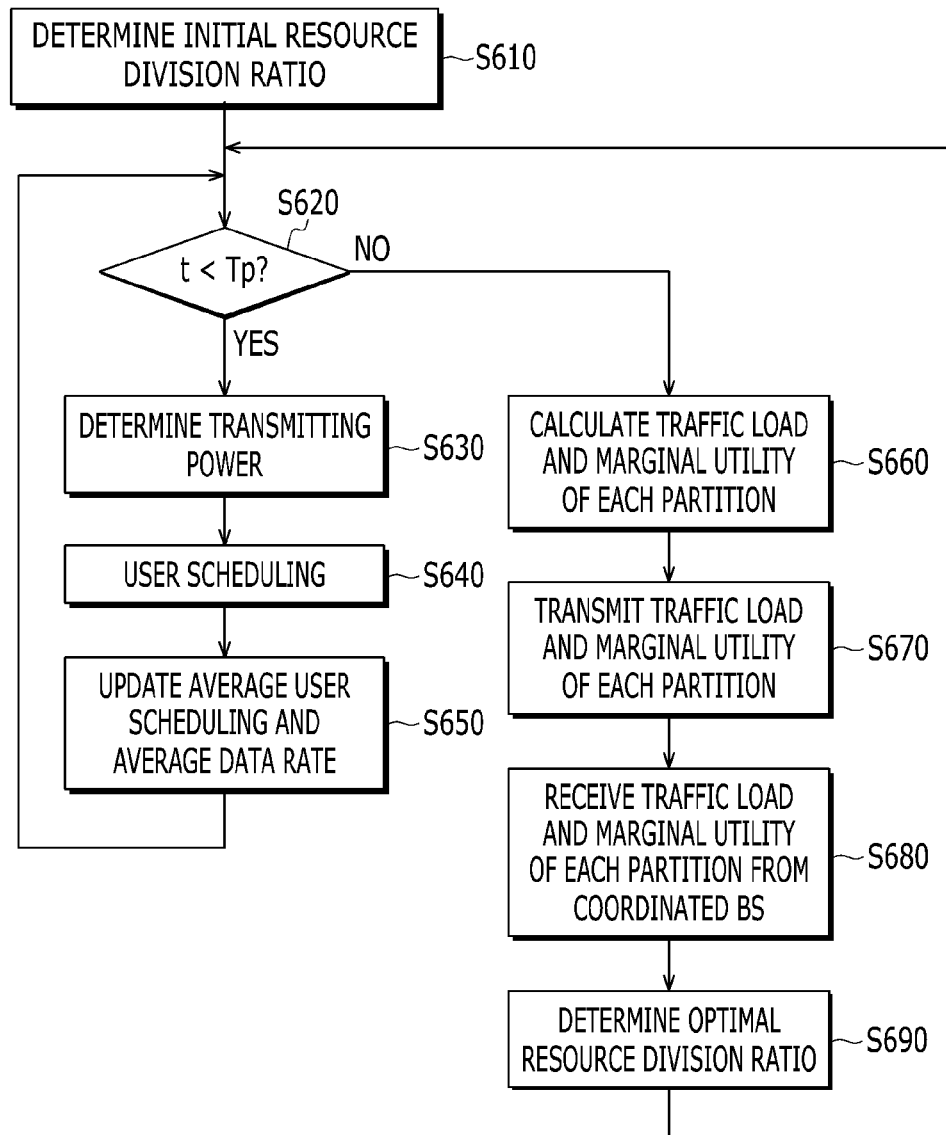 DETERMINE INITIAL RESOURCE
DIVISION RATIO
S610
S620
t < Tp?
NO
YES
DETERMINE TRANSMITTING
POWER
S630
USER SCHEDULING
S640
UPDATE AVERAGE USER
SCHEDULING AND
AVERAGE DATA RATE
S650
CALCULATE TRAFFIC LOAD
AND MARGINAL UTILITY
OF EACH PARTITION
S660
TRANSMIT TRAFFIC LOAD
AND MARGINAL UTILITY
OF EACH PARTITION
S670
RECEIVE TRAFFIC LOAD
AND MARGINAL UTILITY
OF EACH PARTITION FROM
COORDINATED BS
S680
DETERMINE OPTIMAL
RESOURCE DIVISION RATIO
S690